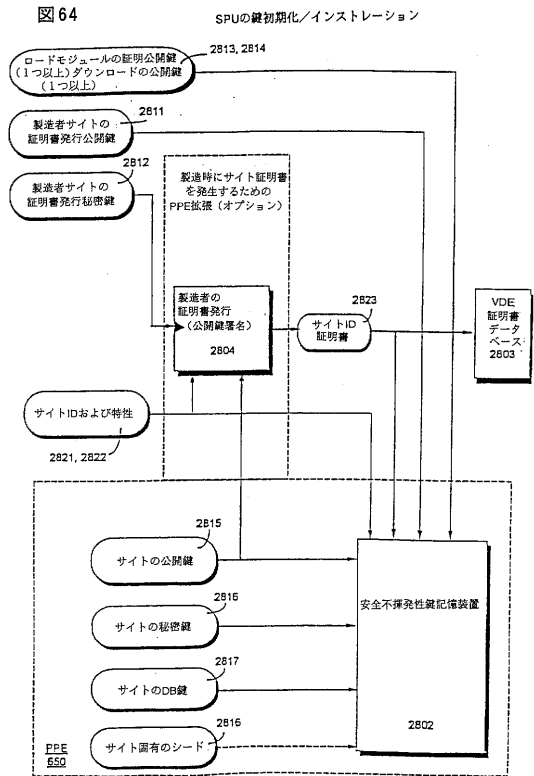 図64
SPUの鍵初期化／インストレーション
2813, 2814
ロードモジュールの証明公開鍵
(1つ以上)ダウンロードの公開鍵
(1つ以上)
2811
製造者サイトの
証明書発行公開鍵
2812
製造者サイトの
証明書発行秘密鍵
製造時にサイト証明書
を発生するための
PPE拡張（オプション）
製造者の
証明書発行
(公開鍵署名)
2804
2823
サイトID
証明書
VDE
証明書
データ
ベース
2803
サイトIDおよび特性
2821, 2822
2815
サイトの公開鍵
2816
サイトの秘密鍵
2817
サイトのDB鍵
2816
サイト固有のシード
安全不揮発性鍵記憶装置
2802
PPE
650